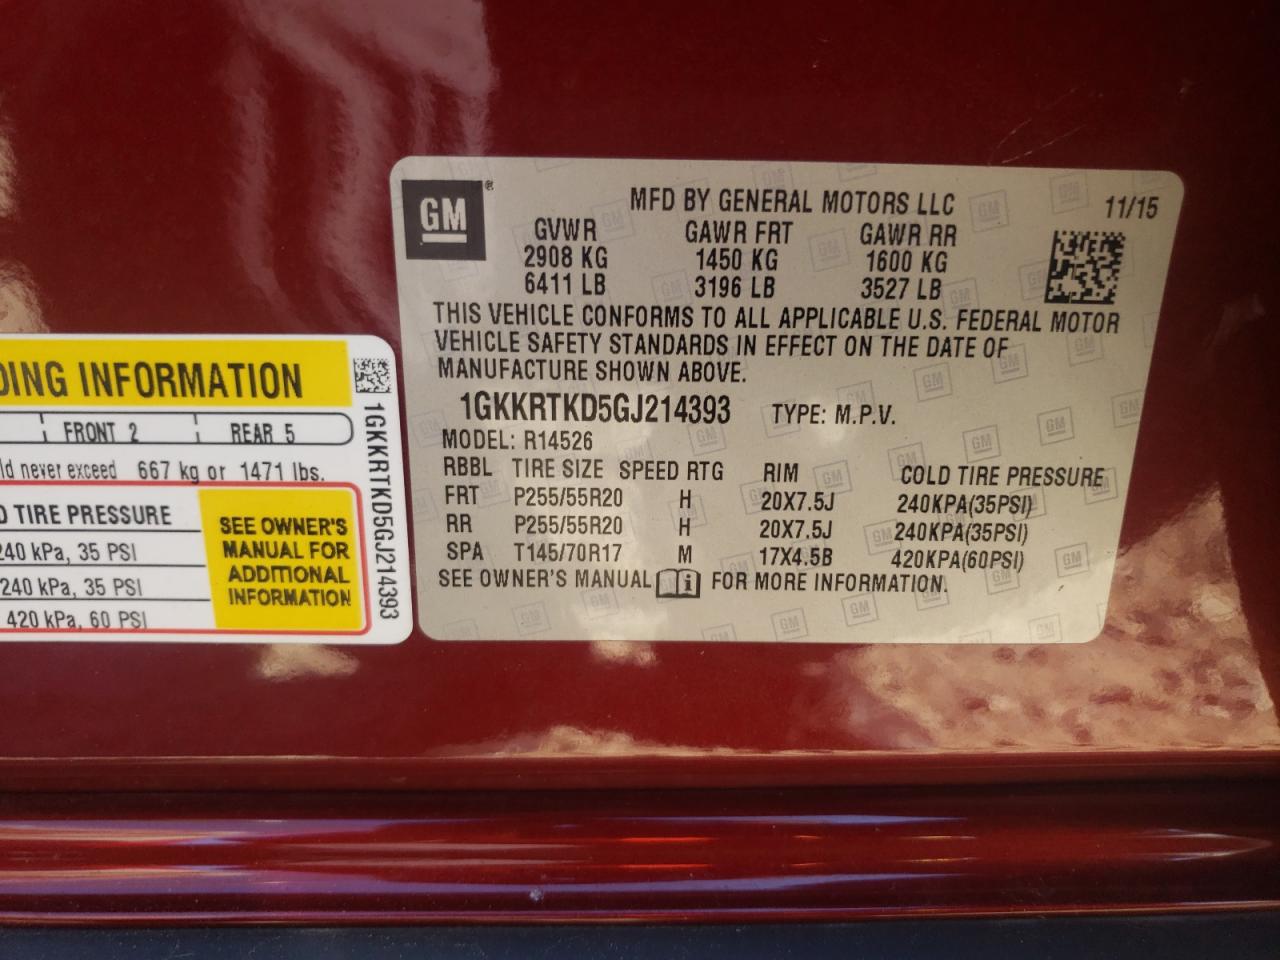 DING INFORMATION
FRONT 2 REAR 5
ld never exceed 667 kg or 1471 lbs.
D TIRE PRESSURE
240 kPa, 35 PSI
240 kPa, 35 PSI
420 kPa, 60 PSI
SEE OWNER'S
MANUAL FOR
ADDITIONAL
INFORMATION
1GKKRTKD5GJ214393
GM®
MFD BY GENERAL MOTORS LLC 11/15
GVWR GAWR FRT GAWR RR
2908 KG 1450 KG 1600 KG
6411 LB 3196 LB 3527 LB
THIS VEHICLE CONFORMS TO ALL APPLICABLE U.S. FEDERAL MOTOR
VEHICLE SAFETY STANDARDS IN EFFECT ON THE DATE OF
MANUFACTURE SHOWN ABOVE.
1GKKRTKD5GJ214393 TYPE: M.P.V.
MODEL: R14526
RBBL TIRE SIZE SPEED RTG RIM COLD TIRE PRESSURE
FRT P255/55R20 H 20X7.5J 240KPA(35PSI)
RR P255/55R20 H 20X7.5J 240KPA(35PSI)
SPA T145/70R17 M 17X4.5B 420KPA(60PSI)
SEE OWNER'S MANUAL FOR MORE INFORMATION.